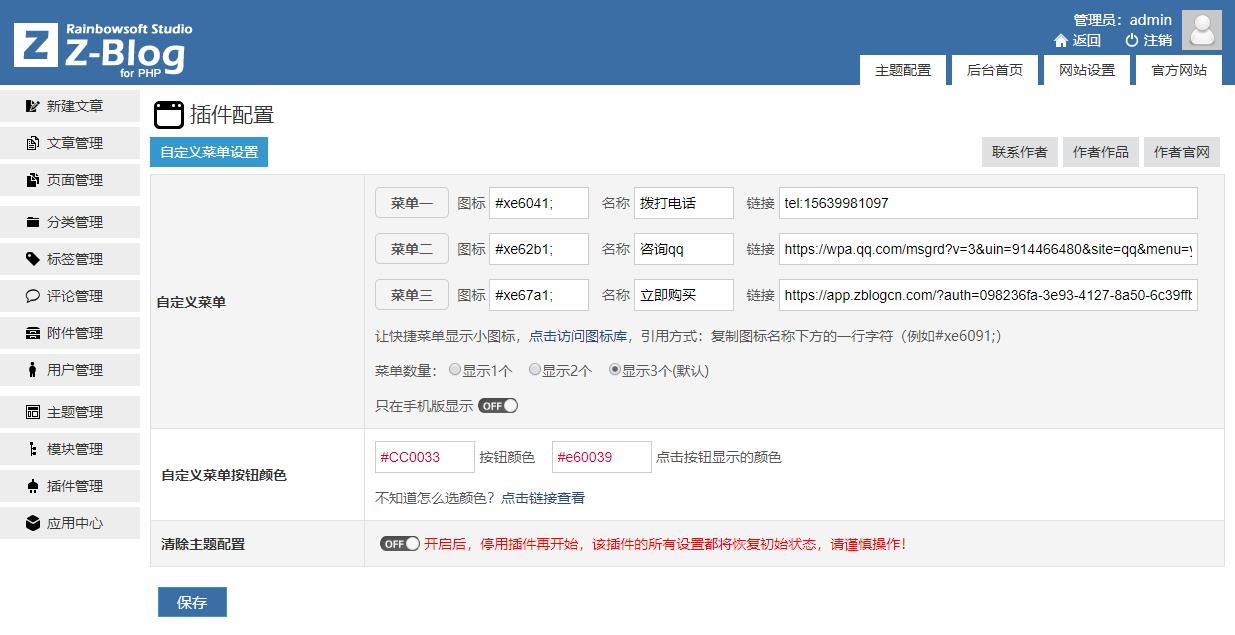 Rainbowsoft Studio
Z Z-Blog
for PHP
管理员：admin
返回 注销
主题配置 后台首页 网站设置 官方网站
新建文章
文章管理
页面管理
分类管理
标签管理
评论管理
附件管理
用户管理
主题管理
模块管理
插件管理
应用中心
插件配置
自定义菜单设置 联系作者 作者作品 作者官网
自定义菜单
菜单一 图标 #xe6041; 名称 拨打电话 链接 tel:15639981097
菜单二 图标 #xe62b1; 名称 咨询qq 链接 https://wpa.qq.com/msgrd?v=3&uin=914466480&site=qq&menu=
菜单三 图标 #xe67a1; 名称 立即购买 链接 https://app.zblogcn.com/?auth=098236fa-3e93-4127-8a50-6c39ff
让快捷菜单显示小图标，点击访问图标库，引用方式：复制图标名称下方的一行字符（例如#xe6091;)
菜单数量： 显示1个 显示2个 显示3个(默认)
只在手机版显示 OFF
自定义菜单按钮颜色
#CC0033 按钮颜色 #e60039 点击按钮显示的颜色
不知道怎么选颜色？点击链接查看
清除主题配置
OFF 开启后，停用插件再开始，该插件的所有设置都将恢复初始状态，请谨慎操作！
保存